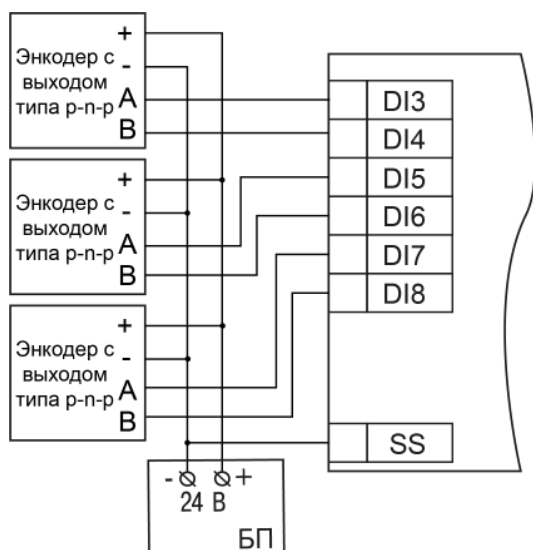 Энкодер с
выходом
типа p-n-p
+
-
A
B
Энкодер с
выходом
типа p-n-p
+
-
A
B
Энкодер с
выходом
типа p-n-p
+
-
A
B
DI3
DI4
DI5
DI6
DI7
DI8
SS
- +
24 В
БП